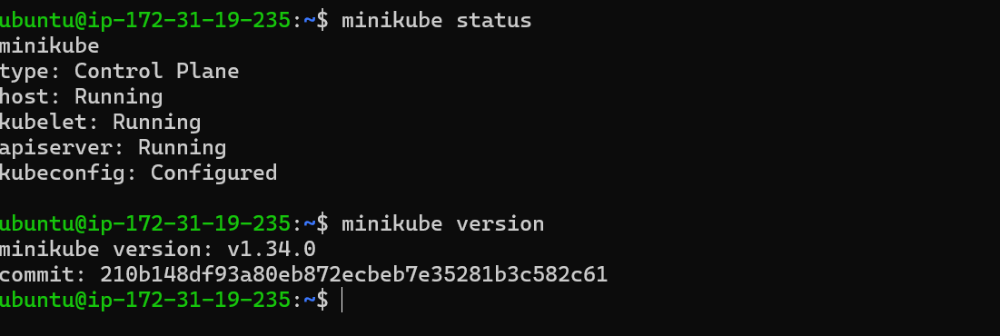 ubuntu@ip-172-31-19-235:~$ minikube status
minikube
type: Control Plane
host: Running
kubelet: Running
apiserver: Running
kubeconfig: Configured
ubuntu@ip-172-31-19-235:~$ minikube version
minikube version: v1.34.0
commit: 210b148df93a80eb872ecbeb7e35281b3c582c61
ubuntu@ip-172-31-19-235:~$